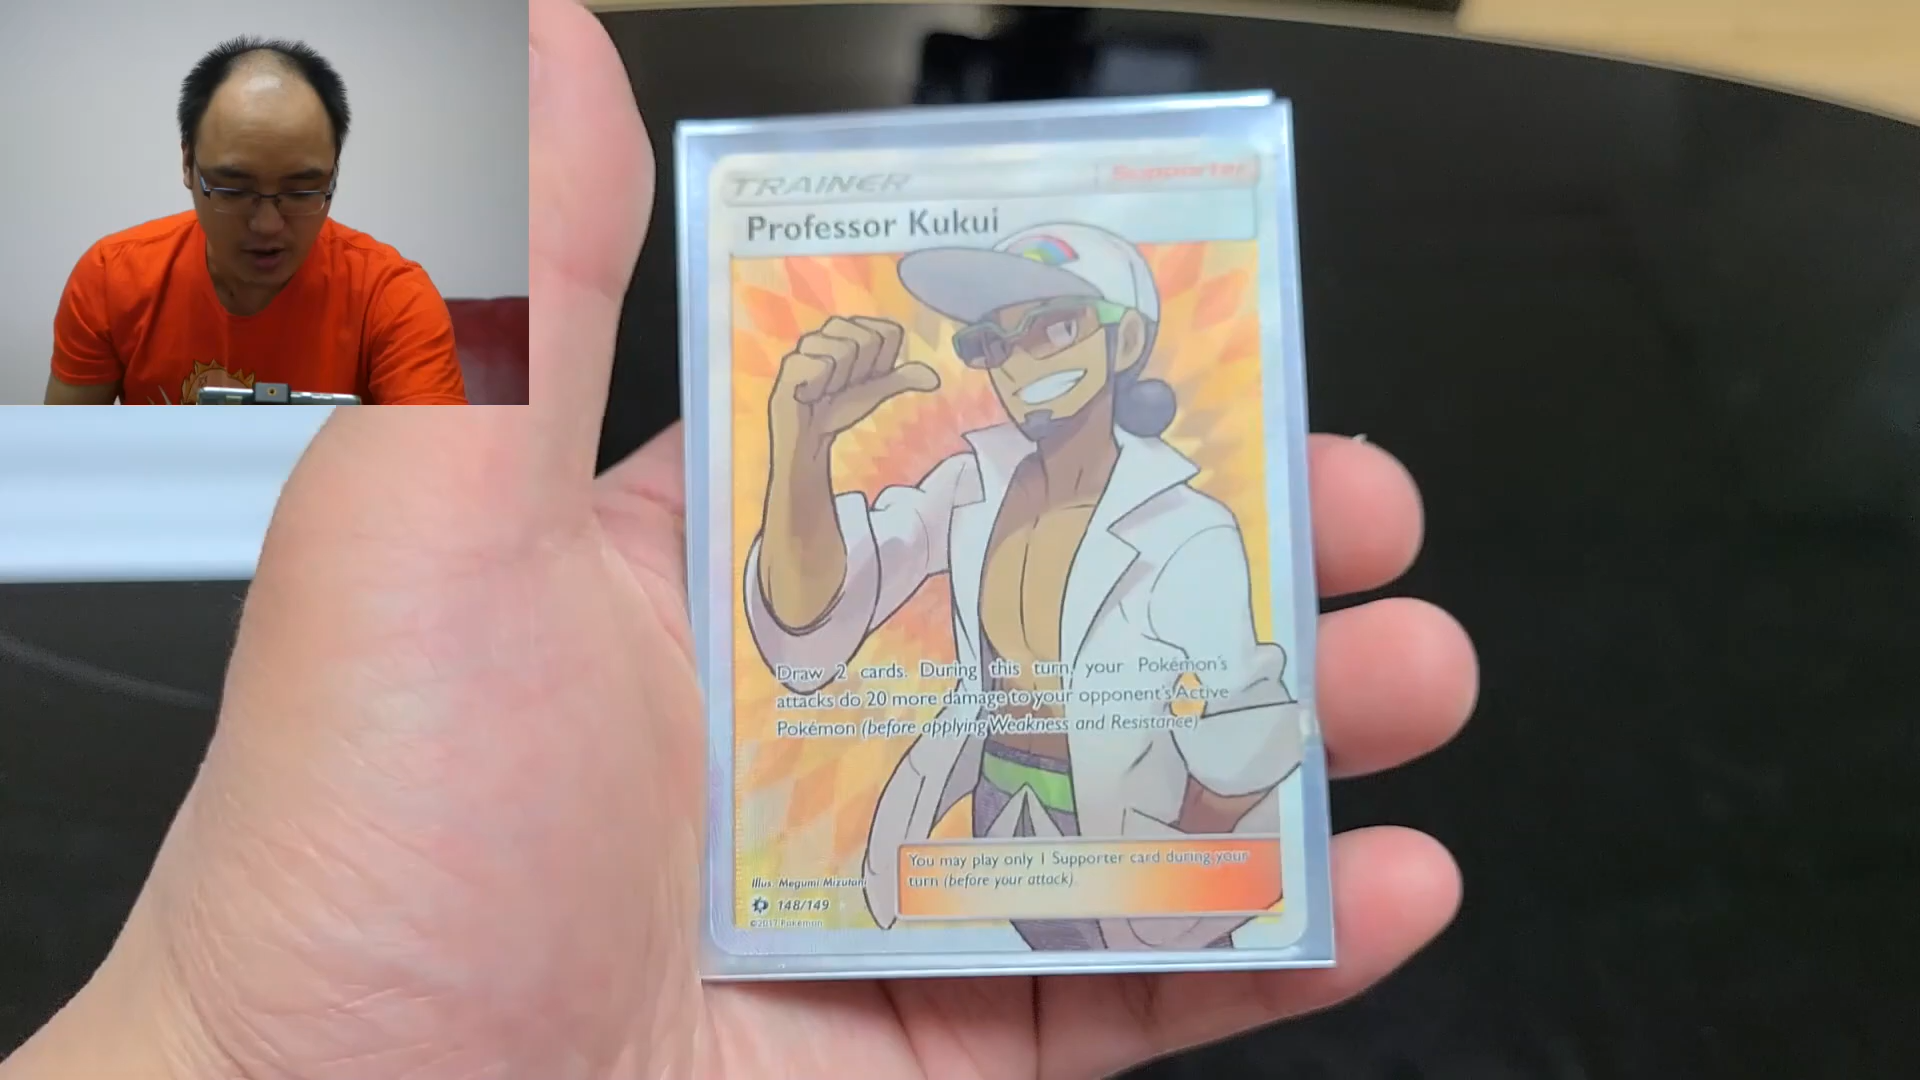 TRAINER
Supporter
Professor Kukui
Draw 2 cards. During this turn, your Pokémon's
attacks do 20 more damage to your opponent's Active
Pokémon (before applying Weakness and Resistance)
You may play only 1 Supporter card during your
turn (before your attack).
Illus. Megumi Mizutani
148/149
©2017 Pokémon